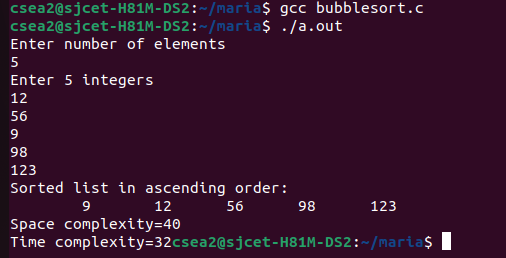 csea2@sjcet-H81M-DS2:~/maria$ gcc bubblesort.c
csea2@sjcet-H81M-DS2:~/maria$ ./a.out
Enter number of elements
5
Enter 5 integers
12
56
9
98
123
Sorted list in ascending order:
9 12 56 98 123
Space complexity=40
Time complexity=32csea2@sjcet-H81M-DS2:~/maria$